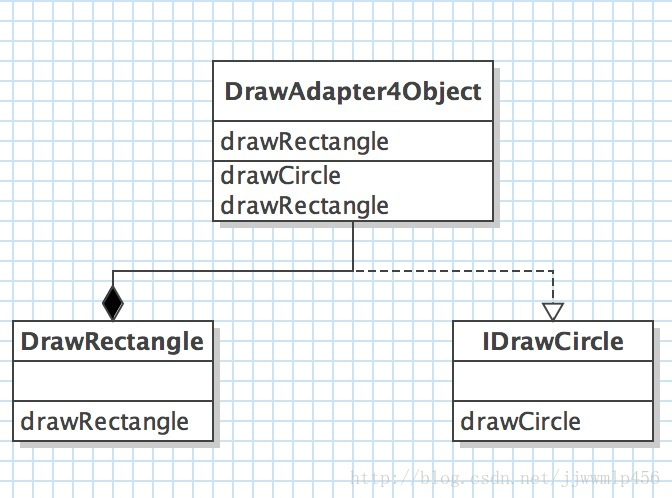 DrawAdapter4Object
drawRectangle
drawCircle
drawRectangle
DrawRectangle
drawRectangle
IDrawCircle
drawCircle
http://blog.csdn.net/jjwwmlp456